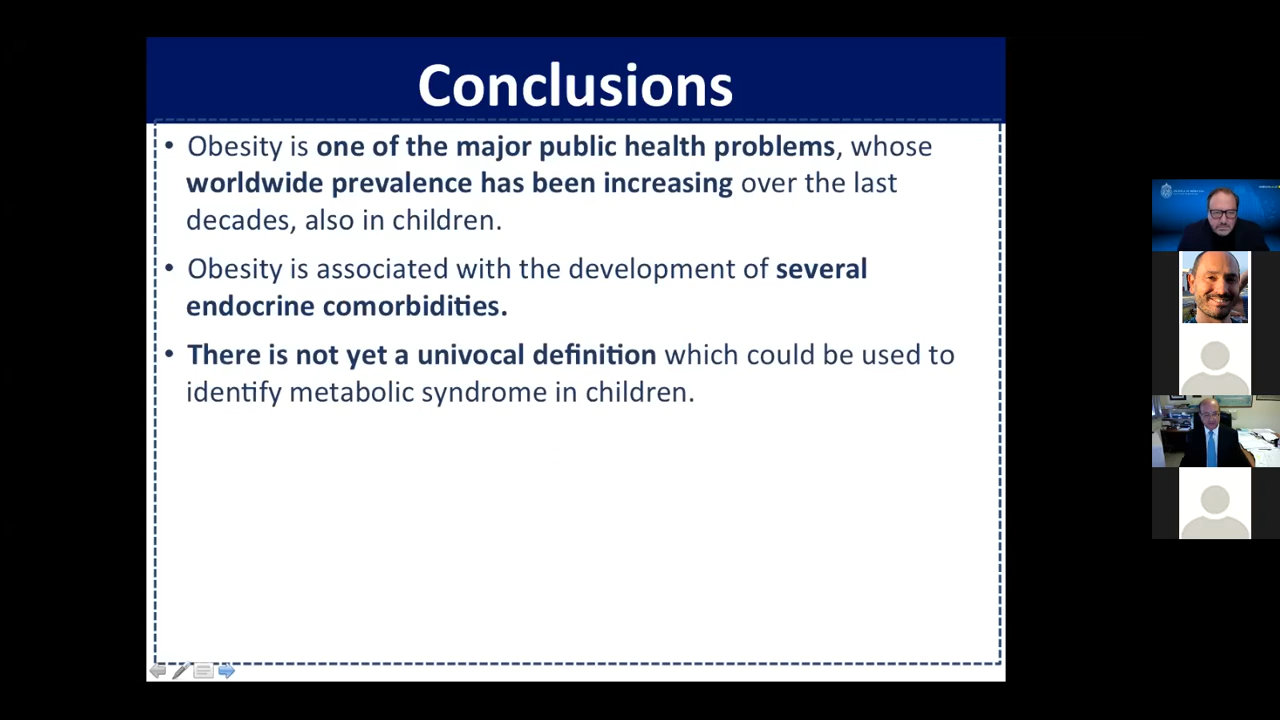 Conclusions
• Obesity is one of the major public health problems, whose
worldwide prevalence has been increasing over the last
decades, also in children.
• Obesity is associated with the development of several
endocrine comorbidities.
• There is not yet a univocal definition which could be used to
identify metabolic syndrome in children.